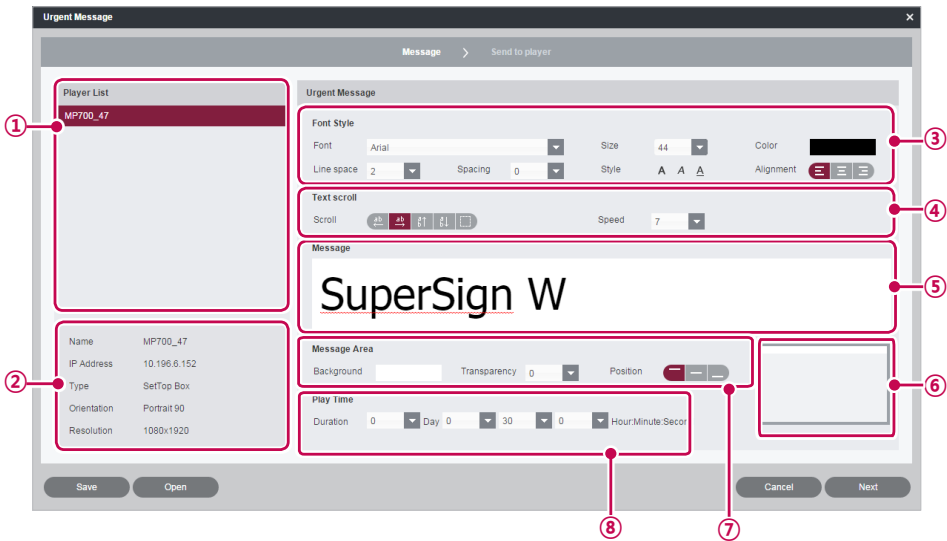 Urgent Message ×
Message > Send to player
Player List
MP700_47
①
Name MP700_47
IP Address 10.196.6.152
Type SetTop Box
Orientation Portrait 90
Resolution 1080x1920
②
Urgent Message
Font Style
Font Arial Size 44 Color
Line space 2 Spacing 0 Style A A A Alignment
③
Text scroll
Scroll ab ab Speed 7
④
Message
SuperSign W
⑤
Message Area
Background Transparency 0 Position
⑥
⑦
Play Time
Duration 0 Day 0 30 0 Hour:Minute:Secor
⑧
Save Open Cancel Next